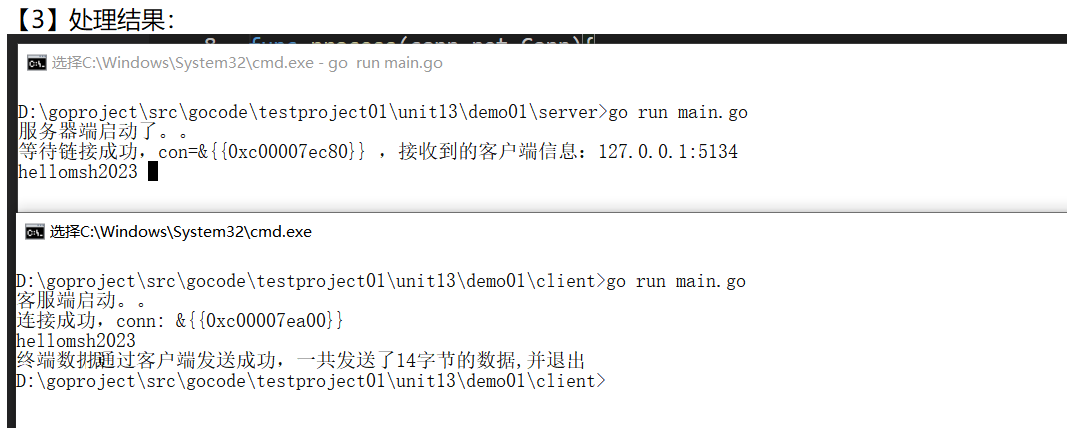 【3】处理结果：
选择C:\Windows\System32\cmd.exe - go  run main.go
D:\goproject\src\gocode\testproject01\unit13\demo01\server>go run main.go
服务器端启动了。。
等待链接成功，con=&{{0xc00007ec80}} ，接收到的客户端信息：127.0.0.1:5134
hellomsh2023
选择C:\Windows\System32\cmd.exe
D:\goproject\src\gocode\testproject01\unit13\demo01\client>go run main.go
客服端启动。。
连接成功，conn: &{{0xc00007ea00}}
hellomsh2023
终端数据通过客户端发送成功，一共发送了14字节的数据,并退出
D:\goproject\src\gocode\testproject01\unit13\demo01\client>